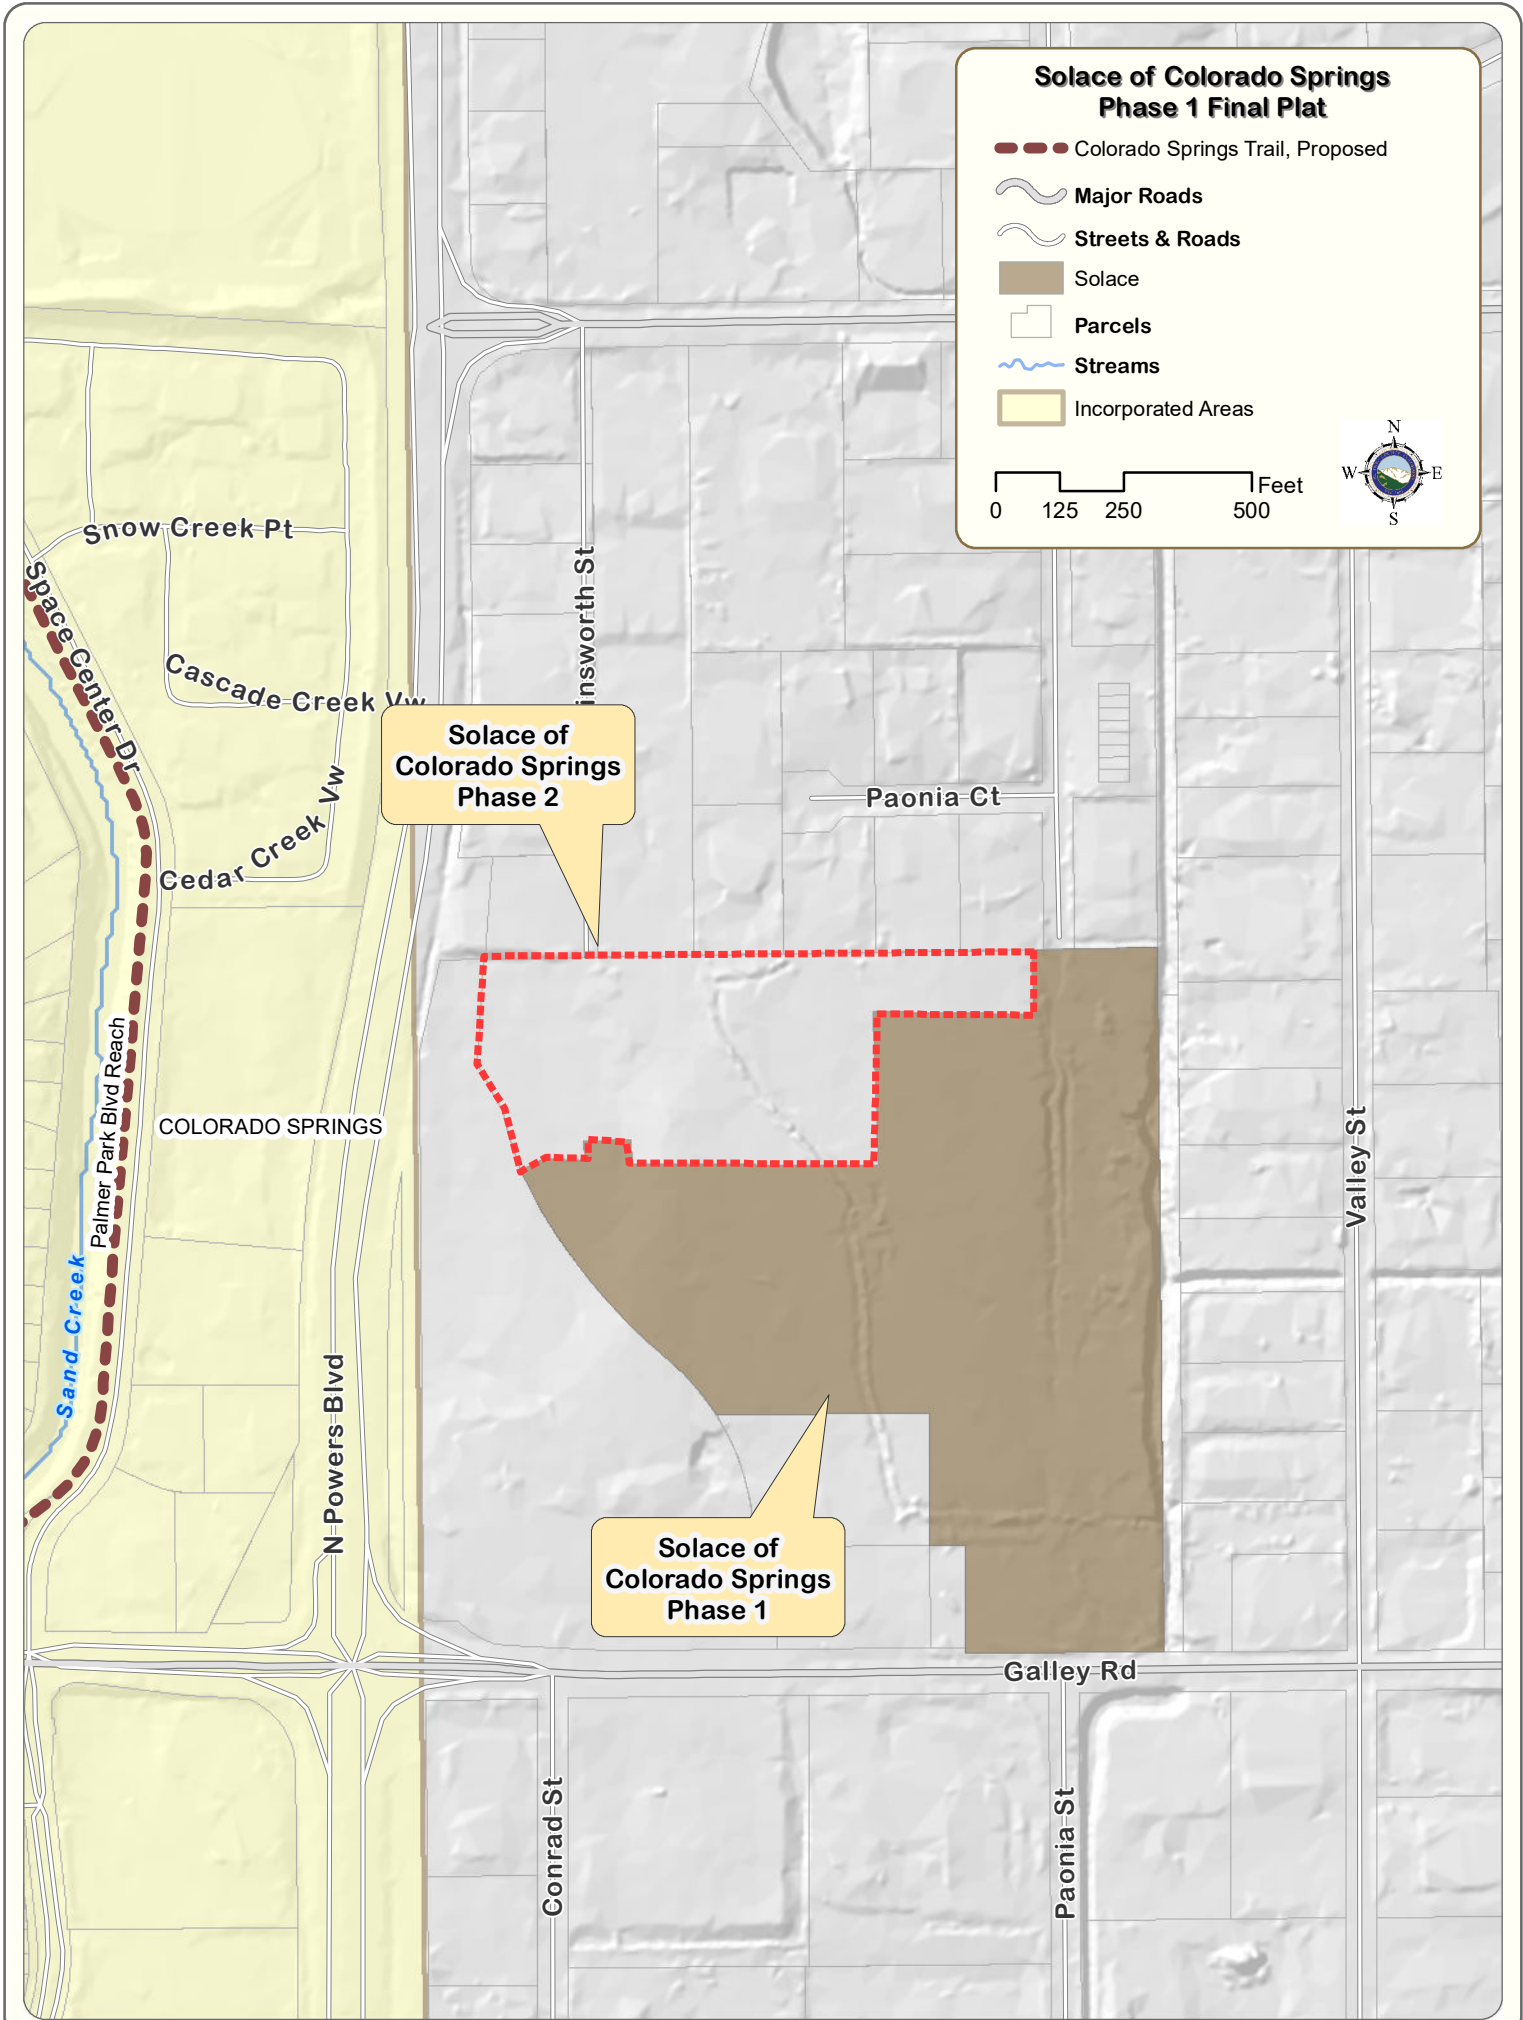 Solace of Colorado Springs
Phase 1 Final Plat
Colorado Springs Trail, Proposed
Major Roads
Streets & Roads
Solace
Parcels
Streams
Incorporated Areas
Feet
0 125 250 500
N
W E
S
Snow Creek Pt
Space Center Dr
Cascade Creek Vw
insworth St
Solace of
Colorado Springs
Phase 2
Paonia Ct
Cedar Creek Vw
Palmer Park Blvd Reach
COLORADO SPRINGS
Valley St
Sand Creek
N Powers Blvd
Solace of
Colorado Springs
Phase 1
Galley Rd
Conrad St
Paonia St